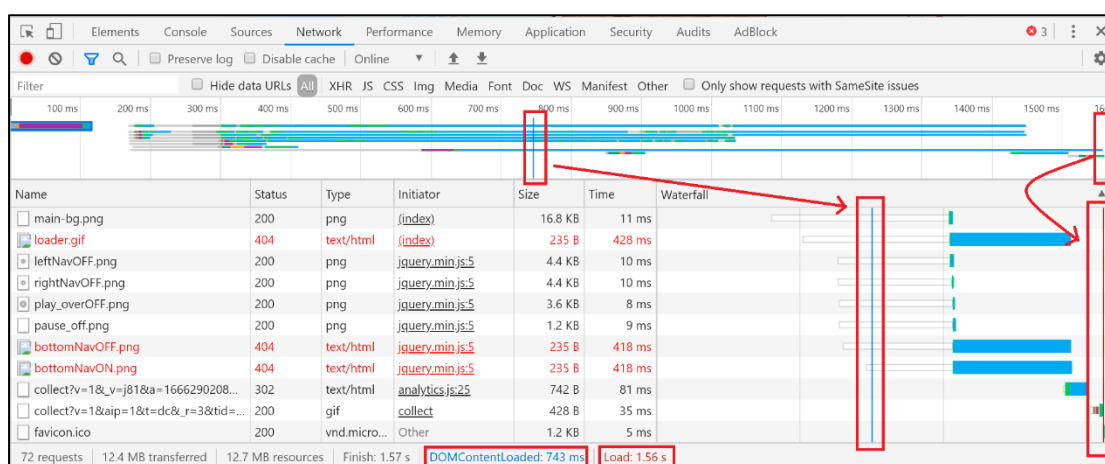 Elements Console Sources Network Performance Memory Application Security Audits AdBlock 3
Preserve log Disable cache Online
Filter Hide data URLs All XHR JS CSS Img Media Font Doc WS Manifest Other Only show requests with SameSite issues
100 ms 200 ms 300 ms 400 ms 500 ms 600 ms 700 ms 800 ms 900 ms 1000 ms 1100 ms 1200 ms 1300 ms 1400 ms 1500 ms 16
Name Status Type Initiator Size Time Waterfall
main-bg.png 200 png (index) 16.8 KB 11 ms
loader.gif 404 text/html (index) 235 B 428 ms
leftNavOFF.png 200 png jquery.min.js:5 4.4 KB 10 ms
rightNavOFF.png 200 png jquery.min.js:5 4.4 KB 10 ms
play_overOFF.png 200 png jquery.min.js:5 3.6 KB 8 ms
pause_off.png 200 png jquery.min.js:5 1.2 KB 9 ms
bottomNavOFF.png 404 text/html jquery.min.js:5 235 B 418 ms
bottomNavON.png 404 text/html jquery.min.js:5 235 B 418 ms
collect?v=1&_v=j81&a=1666290208... 302 text/html analytics.js:25 742 B 81 ms
collect?v=1&aip=1&t=dc&_r=3&tid=... 200 gif collect 428 B 35 ms
favicon.ico 200 vnd.micro... Other 1.2 KB 5 ms
72 requests 12.4 MB transferred 12.7 MB resources Finish: 1.57 s DOMContentLoaded: 743 ms Load: 1.56 s